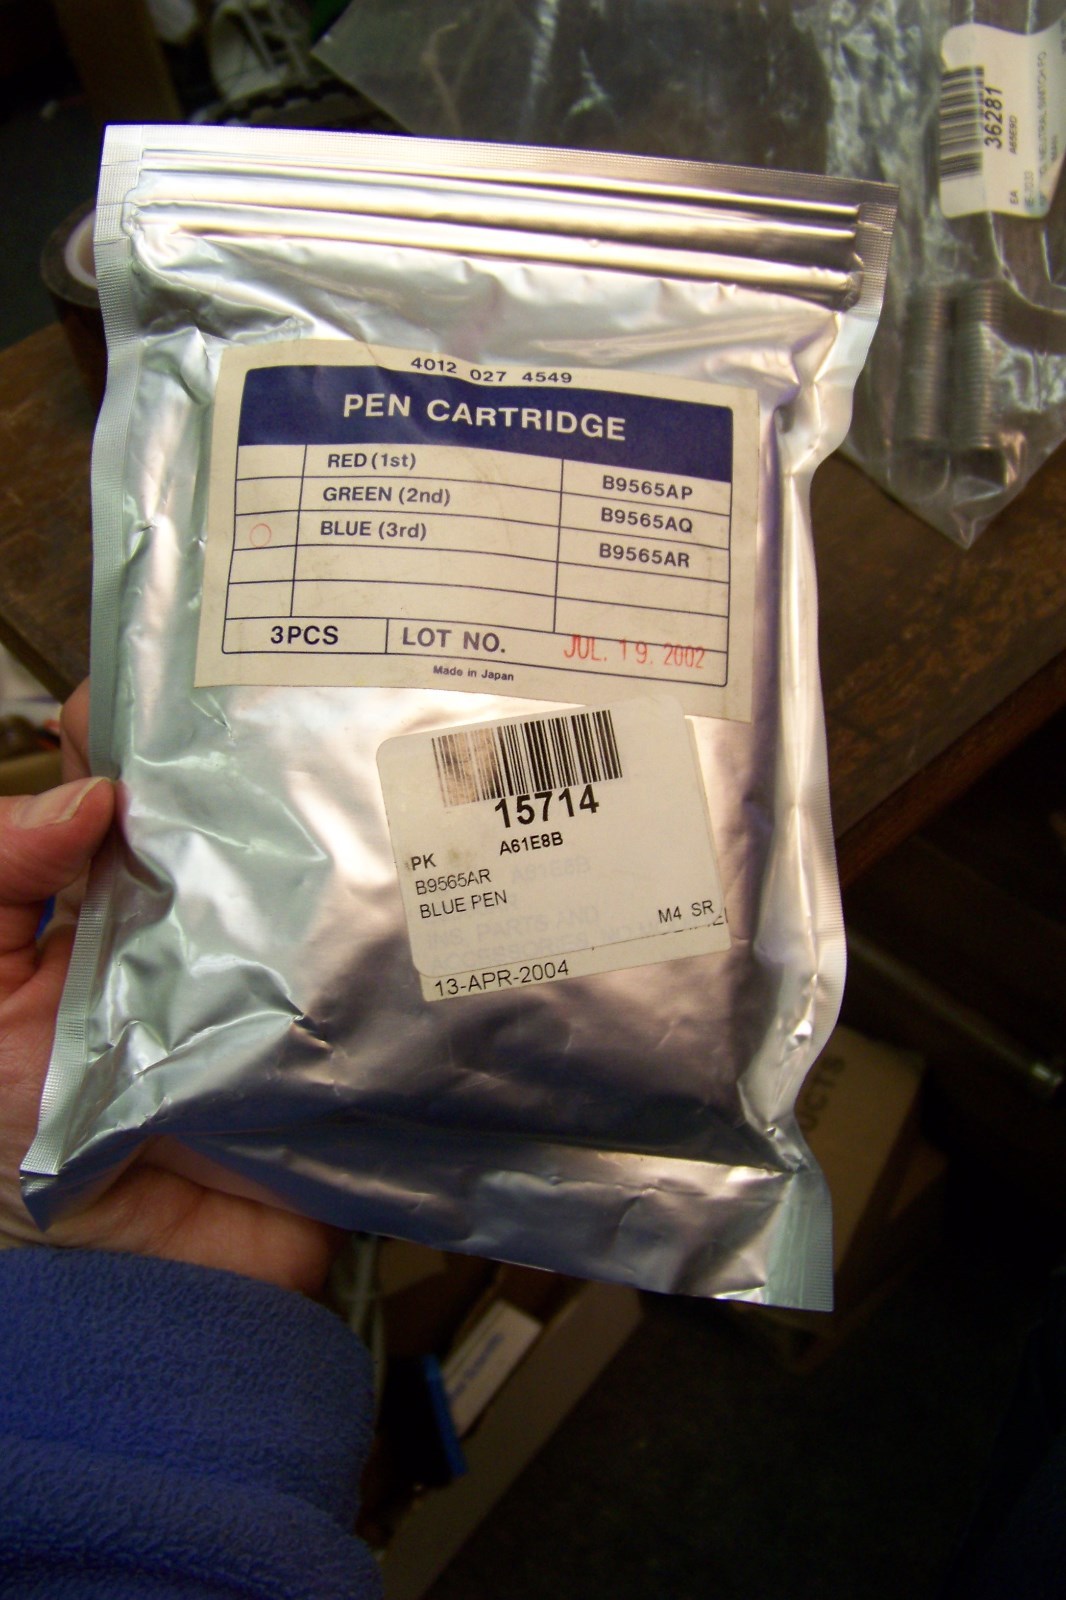 4012 027 4549
PEN CARTRIDGE
RED (1st) B9565AP
GREEN (2nd) B9565AQ
BLUE (3rd) B9565AR
3PCS LOT NO. JUL. 19. 2002
Made in Japan
15714
A61E8B
PK
B9565AR
BLUE PEN
M4 SR
13-APR-2004
36281
EA